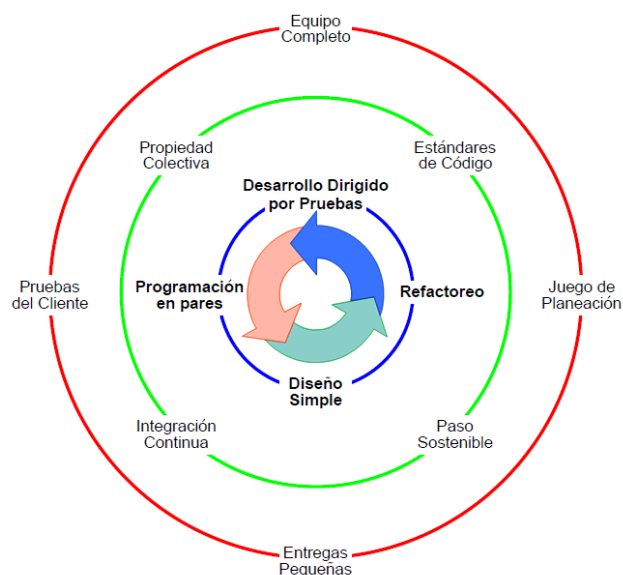 Equipo
Completo
Propiedad
Colectiva
Estándares
de Código
Desarrollo Dirigido
por Pruebas
Pruebas
del Cliente
Programación
en pares
Refactoreo
Juego de
Planeación
Diseño
Simple
Integración
Continua
Paso
Sostenible
Entregas
Pequeñas